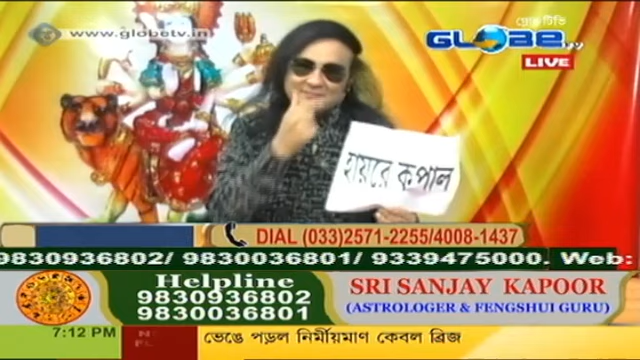 www.globetv.in
গ্লোব টিভি
GLOBE TV
LIVE
হায়রে কপাল
DIAL (033)2571-2255/4008-1437
9830936802/ 9830036801/ 9339475000. Web:
Helpline
9830936802
9830036801
SRI SANJAY KAPOOR
(ASTROLOGER & FENGSHUI GURU)
7:12 PM
ভেঙে পড়ল নির্মীয়মাণ কেবল ব্রিজ